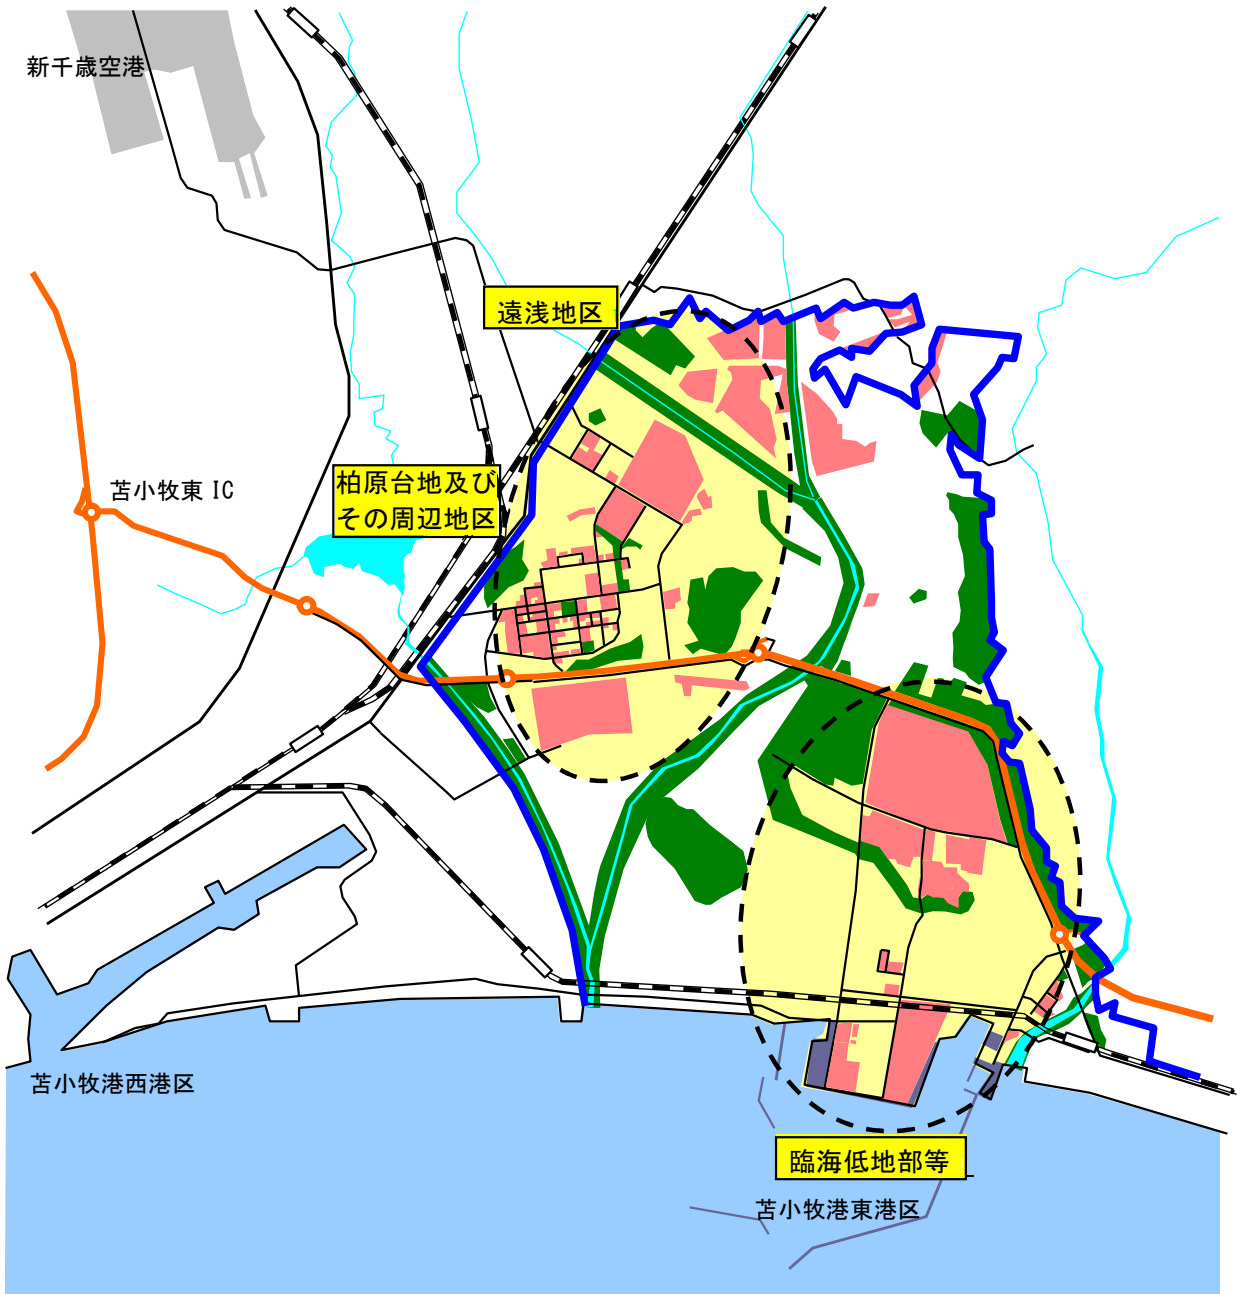 新千歳空港
遠浅地区
柏原台地及び
その周辺地区
苫小牧東 IC
苫小牧港西港区
臨海低地部等
苫小牧港東港区